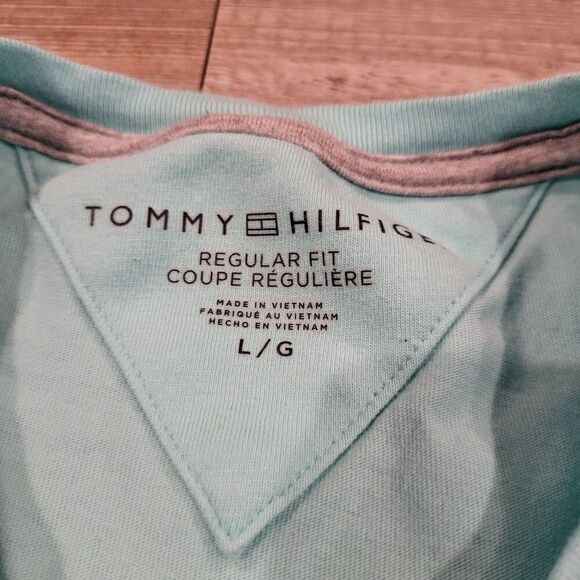 TOMMY HILFIGE
REGULAR FIT
COUPE RÉGULIÈRE
MADE IN VIETNAM
FABRIQUÉ AU VIETNAM
HECHO EN VIETNAM
L/G